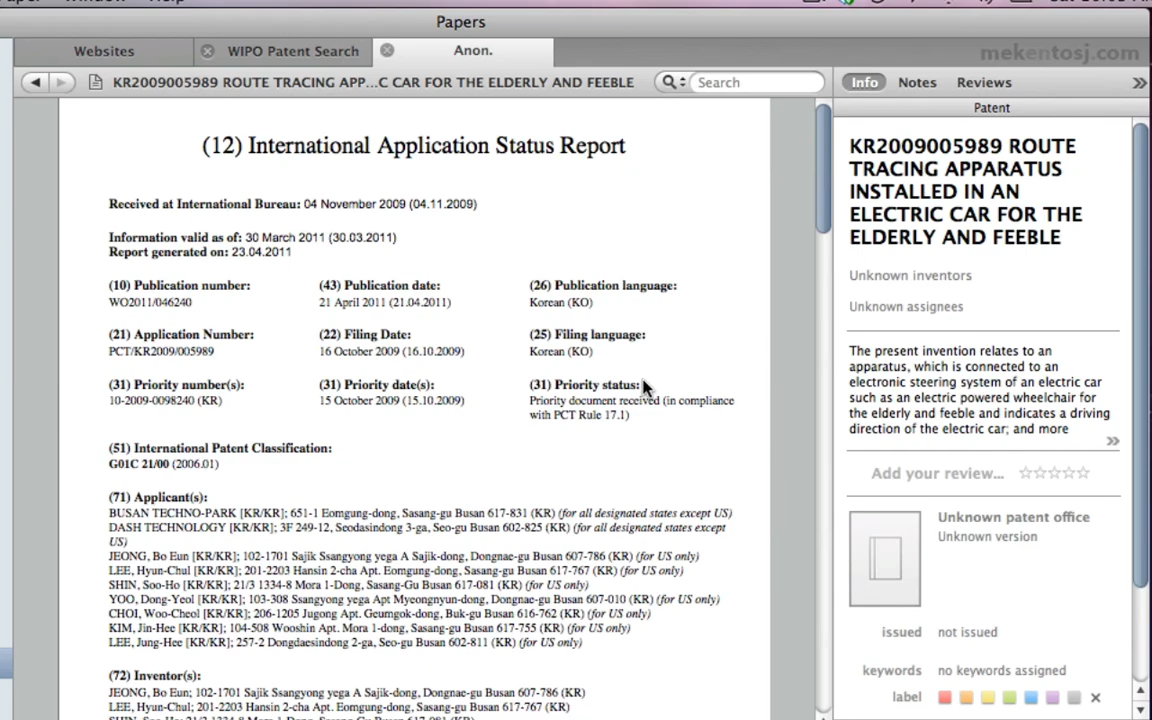 Papers
Websites
WIPO Patent Search
Anon.
mekentosj.com
KR2009005989 ROUTE TRACING APP...C CAR FOR THE ELDERLY AND FEEBLE
Search
Info
Notes
Reviews
Patent
(12) International Application Status Report
Received at International Bureau: 04 November 2009 (04.11.2009)
Information valid as of: 30 March 2011 (30.03.2011)
Report generated on: 23.04.2011
(10) Publication number:
WO2011/046240
(43) Publication date:
21 April 2011 (21.04.2011)
(26) Publication language:
Korean (KO)
(21) Application Number:
PCT/KR2009/005989
(22) Filing Date:
16 October 2009 (16.10.2009)
(25) Filing language:
Korean (KO)
(31) Priority number(s):
10-2009-0098240 (KR)
(31) Priority date(s):
15 October 2009 (15.10.2009)
(31) Priority status:
Priority document received (in compliance
with PCT Rule 17.1)
(51) International Patent Classification:
G01C 21/00 (2006.01)
(71) Applicant(s):
BUSAN TECHNO-PARK [KR/KR]; 651-1 Eomgung-dong, Sasang-gu Busan 617-831 (KR) (for all designated states except US)
DASH TECHNOLOGY [KR/KR]; 3F 249-12, Seodasindong 3-ga, Seo-gu Busan 602-825 (KR) (for all designated states except
US)
JEONG, Bo Eun [KR/KR]; 102-1701 Sajik Ssangyong yega A Sajik-dong, Dongnae-gu Busan 607-786 (KR) (for US only)
LEE, Hyun-Chul [KR/KR]; 201-2203 Hansin 2-cha Apt. Eomgung-dong, Sasang-gu Busan 617-767 (KR) (for US only)
SHIN, Soo-Ho [KR/KR]; 21/3 1334-8 Mora 1-Dong, Sasang-Gu Busan 617-081 (KR) (for US only)
YOO, Dong-Yeol [KR/KR]; 103-308 Ssangyong yega Apt Myeongnyun-dong, Dongnae-gu Busan 607-010 (KR) (for US only)
CHOI, Woo-Cheol [KR/KR]; 206-1205 Jugong Apt. Geumgok-dong, Buk-gu Busan 616-762 (KR) (for US only)
KIM, Jin-Hee [KR/KR]; 104-508 Wooshin Apt. Mora 1-dong, Sasang-gu Busan 617-755 (KR) (for US only)
LEE, Jung-Hee [KR/KR]; 257-2 Dongdaesindong 2-ga, Seo-gu Busan 602-811 (KR) (for US only)
(72) Inventor(s):
JEONG, Bo Eun; 102-1701 Sajik Ssangyong yega A Sajik-dong, Dongnae-gu Busan 607-786 (KR)
LEE, Hyun-Chul; 201-2203 Hansin 2-cha Apt. Eomgung-dong, Sasang-gu Busan 617-767 (KR)
KR2009005989 ROUTE
TRACING APPARATUS
INSTALLED IN AN
ELECTRIC CAR FOR THE
ELDERLY AND FEEBLE
Unknown inventors
Unknown assignees
The present invention relates to an
apparatus, which is connected to an
electronic steering system of an electric car
such as an electric powered wheelchair for
the elderly and feeble and indicates a driving
direction of the electric car; and more
Add your review...
Unknown patent office
Unknown version
issued not issued
keywords no keywords assigned
label